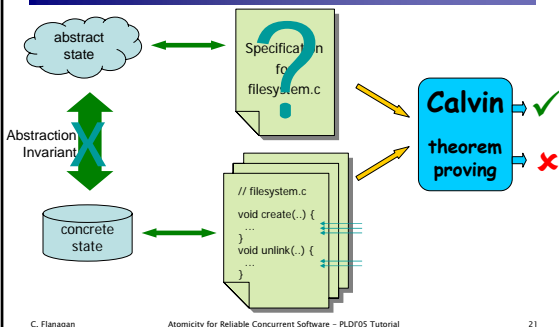 abstract
state
Specification
for
filesystem.c
?
Abstraction
Invariant
X
concrete
state
// filesystem.c
void create(..) {
...
}
void unlink(..) {
...
}
Calvin
theorem
proving
C. Flanagan
Atomicity for Reliable Concurrent Software - PLDI'05 Tutorial
21